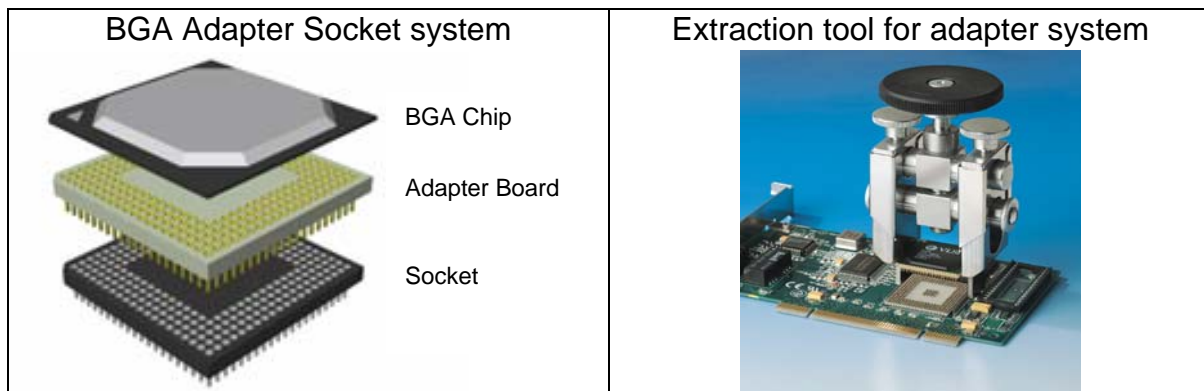 BGA Adapter Socket system
Extraction tool for adapter system
BGA Chip
Adapter Board
Socket